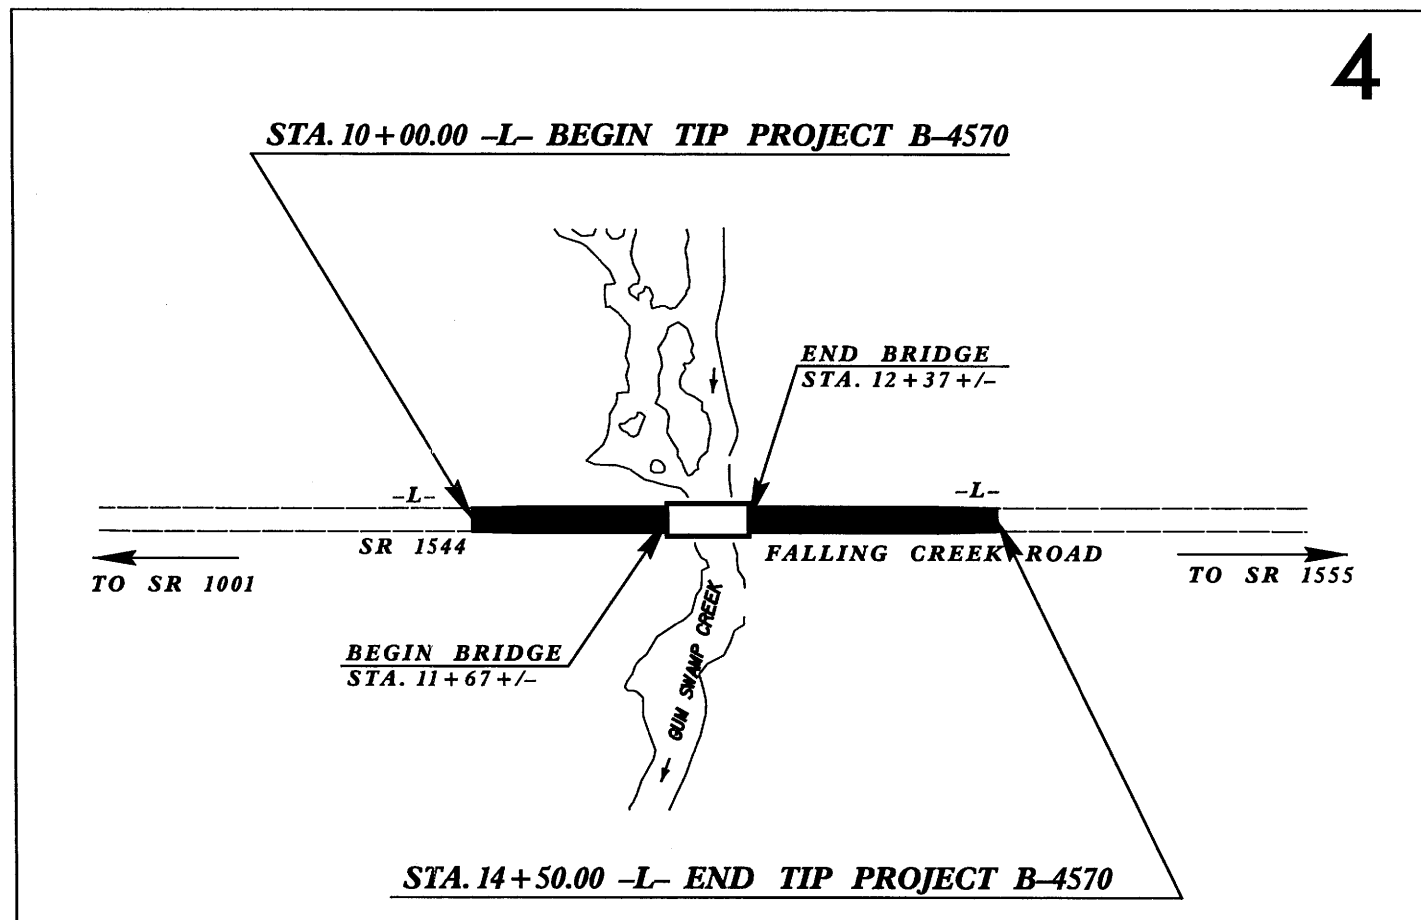 4
STA. 10+00.00 –L– BEGIN TIP PROJECT B–4570
END BRIDGE
STA. 12+37+/–
–L–
–L–
SR 1544
FALLING CREEK ROAD
TO SR 1001
TO SR 1555
BEGIN BRIDGE
STA. 11+67+/–
GUM SWAMP CREEK
STA. 14+50.00 –L– END TIP PROJECT B–4570